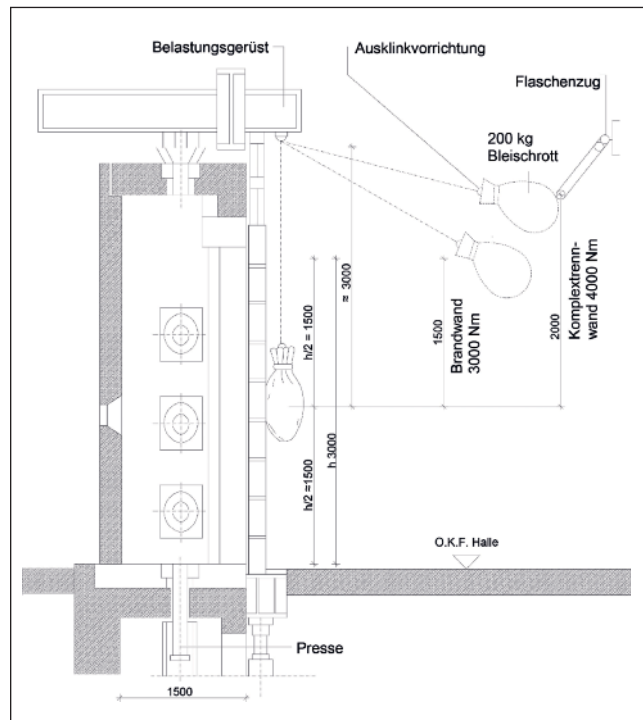 Belastungsgerüst
Ausklinkvorrichtung
Flaschenzug
200 kg
Bleischrott
h/2 = 1500
≈ 3000
1500
Brandwand
3000 Nm
2000
Komplextrenn-
wand 4000 Nm
h/2 =1500
h 3000
O.K.F. Halle
Presse
1500